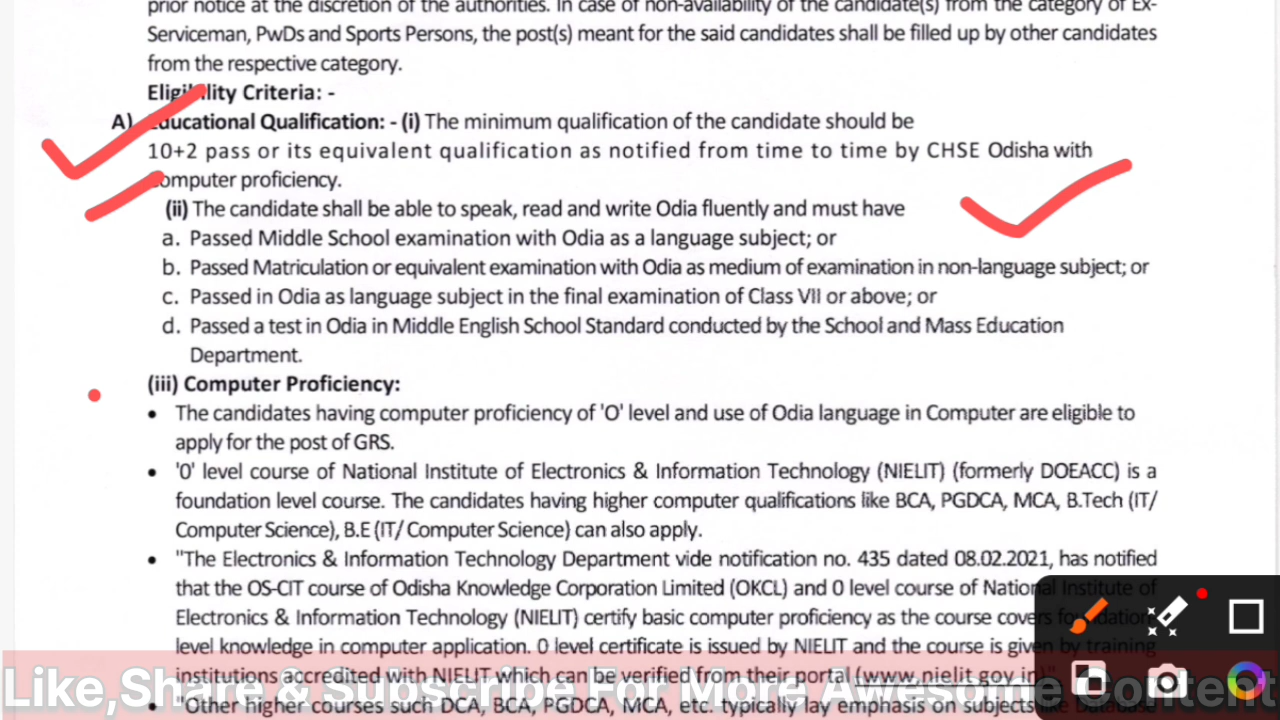 prior notice at the discretion of the authorities. In case of non-availability of the candidate(s) from the category of Ex-
Serviceman, PwDs and Sports Persons, the post(s) meant for the said candidates shall be filled up by other candidates
from the respective category.
Eligibility Criteria: -
A) Educational Qualification: - (i) The minimum qualification of the candidate should be
10+2 pass or its equivalent qualification as notified from time to time by CHSE Odisha with
computer proficiency.
(ii) The candidate shall be able to speak, read and write Odia fluently and must have
a. Passed Middle School examination with Odia as a language subject; or
b. Passed Matriculation or equivalent examination with Odia as medium of examination in non-language subject; or
c. Passed in Odia as language subject in the final examination of Class VII or above; or
d. Passed a test in Odia in Middle English School Standard conducted by the School and Mass Education
Department.
(iii) Computer Proficiency:
• The candidates having computer proficiency of 'O' level and use of Odia language in Computer are eligible to
apply for the post of GRS.
• '0' level course of National Institute of Electronics & Information Technology (NIELIT) (formerly DOEACC) is a
foundation level course. The candidates having higher computer qualifications like BCA, PGDCA, MCA, B.Tech (IT/
Computer Science), B.E (IT/ Computer Science) can also apply.
• "The Electronics & Information Technology Department vide notification no. 435 dated 08.02.2021, has notified
that the OS-CIT course of Odisha Knowledge Corporation Limited (OKCL) and 0 level course of National Institute of
Electronics & Information Technology (NIELIT) certify basic computer proficiency as the course covers foundation
level knowledge in computer application. 0 level certificate is issued by NIELIT and the course is given by training
institutions accredited with NIELIT which can be verified from their portal (www.nielit.gov.in)"
Like,Share & Subscribe For More Awesome Content
• "Other higher courses such DCA, BCA, PGDCA, MCA, etc. typically lay emphasis on subjects like Database